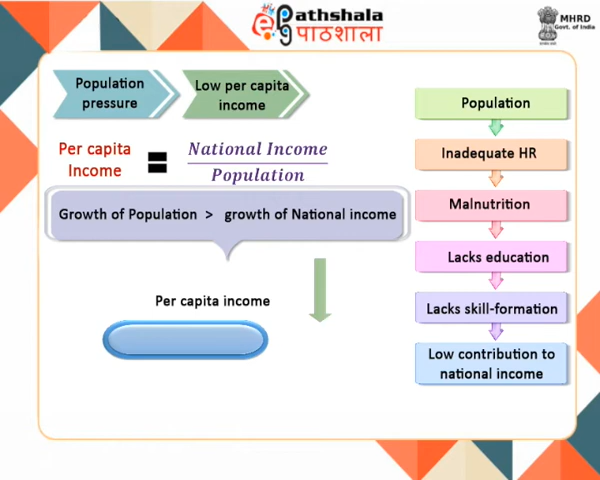 Pathshala
पाठशाला
MHRD
Govt. of India
Population
pressure
Low per capita
income
Per capita
Income
=
National Income
Population
Growth of Population > growth of National income
Per capita income
Population
Inadequate HR
Malnutrition
Lacks education
Lacks skill-formation
Low contribution to
national income